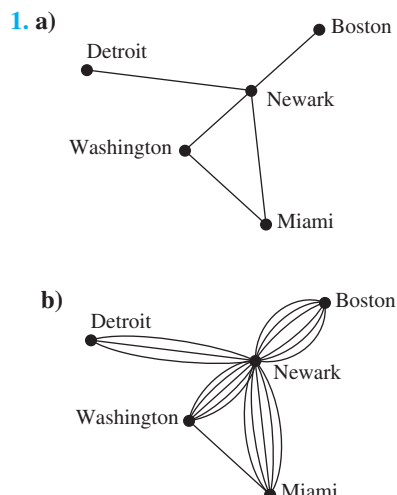 1. a)
Boston
Detroit
Newark
Washington
Miami
b)
Boston
Detroit
Newark
Washington
Miami